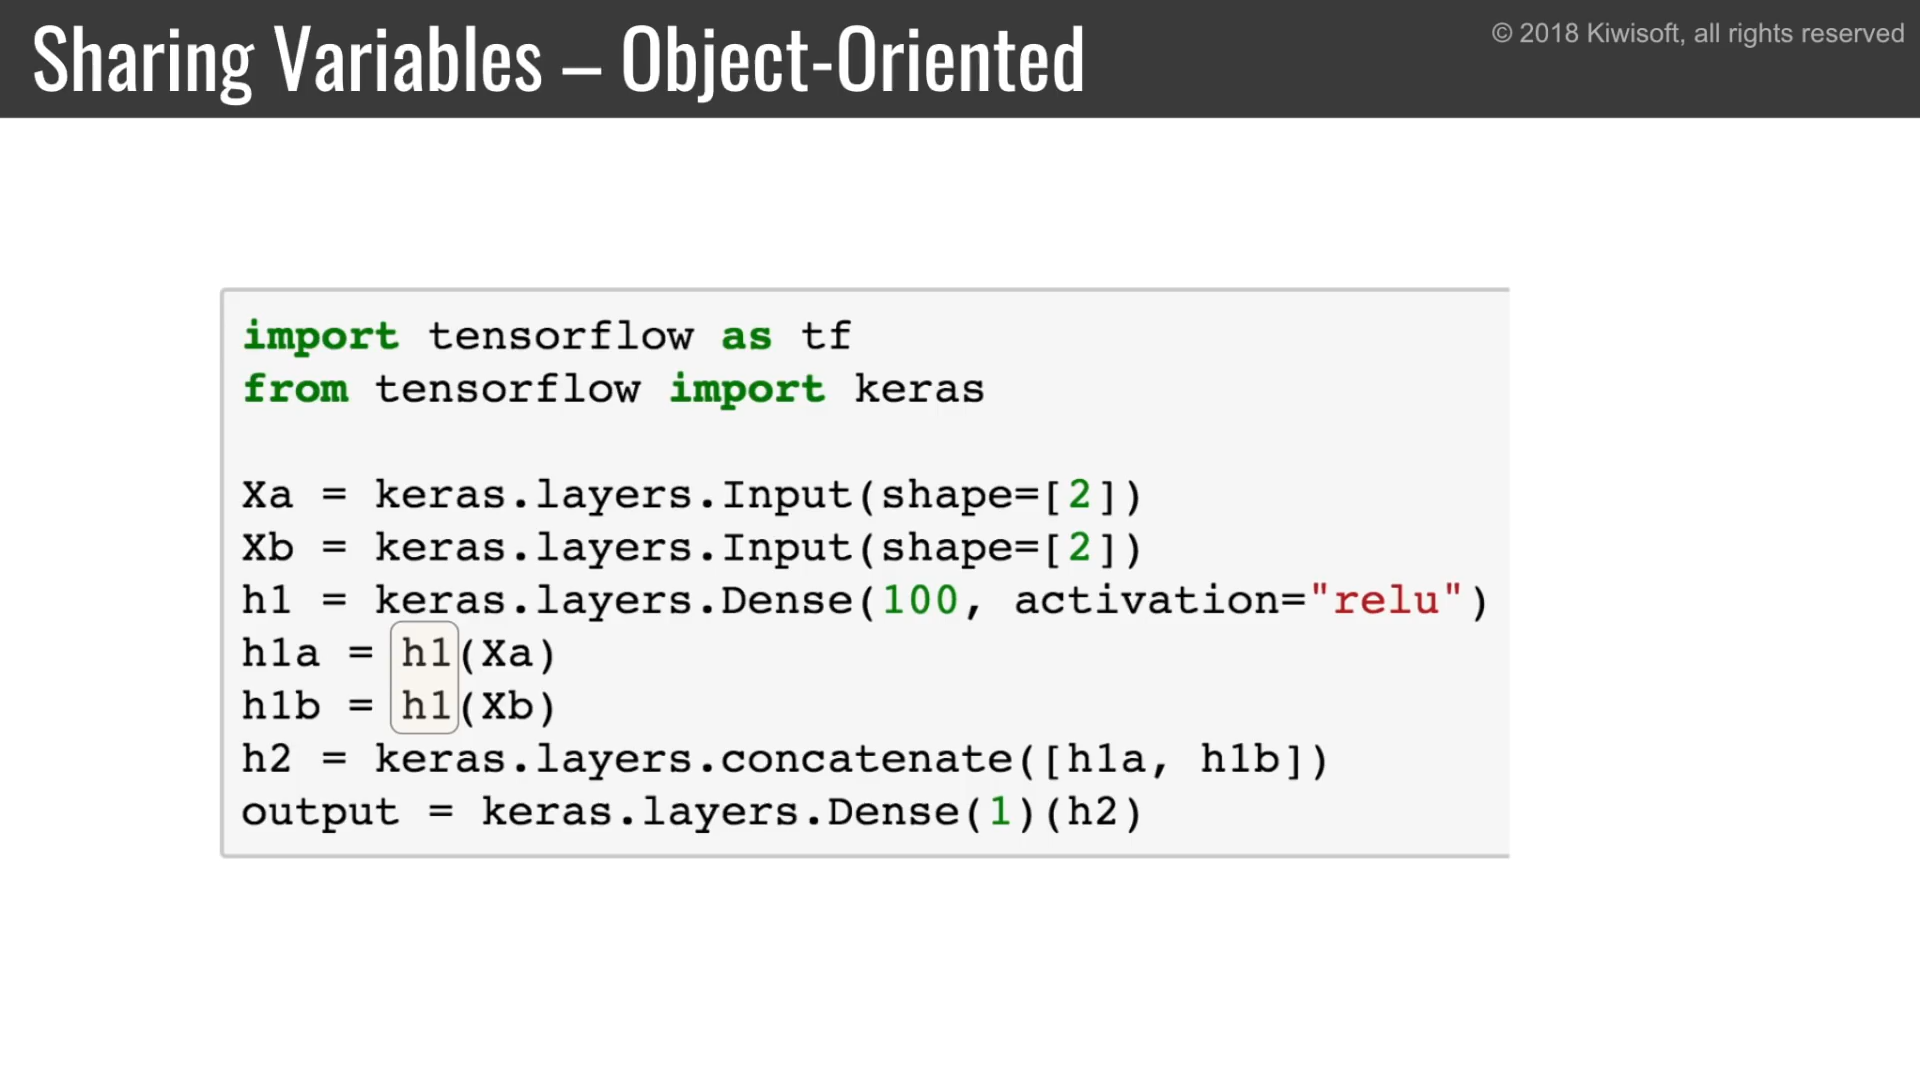 Sharing Variables – Object-Oriented
© 2018 Kiwisoft, all rights reserved
import tensorflow as tf
from tensorflow import keras
Xa = keras.layers.Input(shape=[2])
Xb = keras.layers.Input(shape=[2])
h1 = keras.layers.Dense(100, activation="relu")
h1a = h1(Xa)
h1b = h1(Xb)
h2 = keras.layers.concatenate([h1a, h1b])
output = keras.layers.Dense(1)(h2)